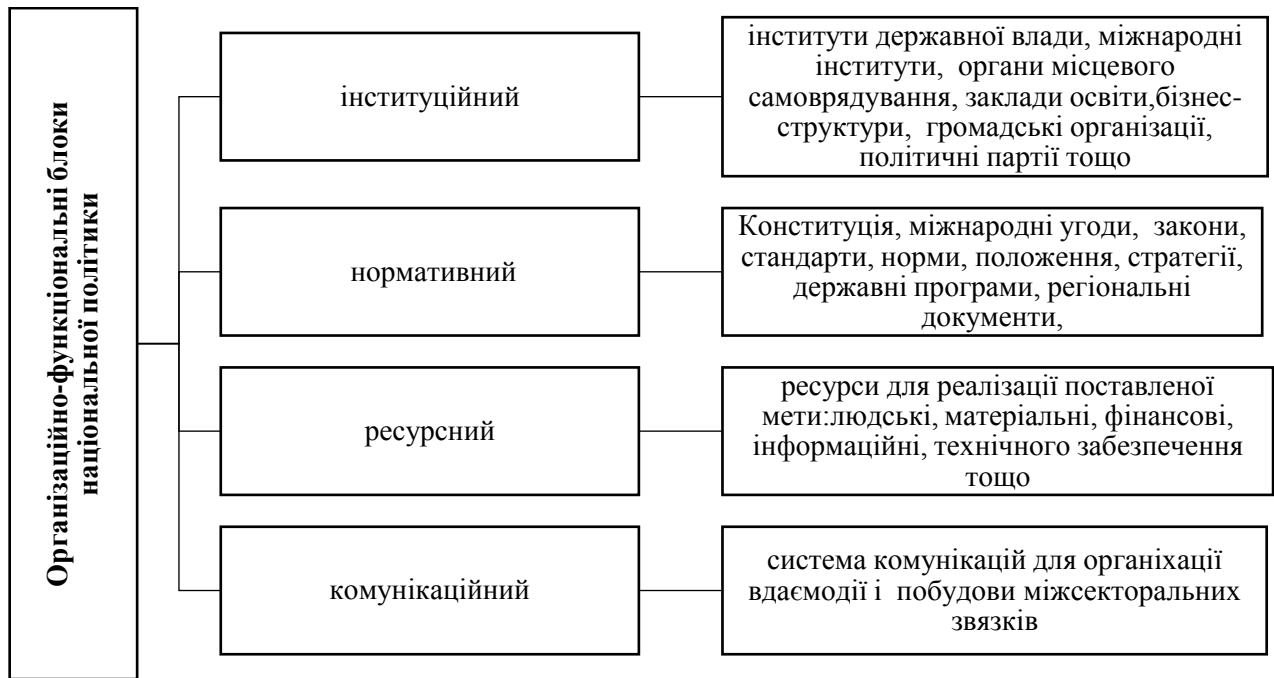 Організаційно-функціональні блоки
національної політики
інституційний
інститути державної влади, міжнародні
інститути, органи місцевого
самоврядування, заклади освіти,бізнес-
структури, громадські організації,
політичні партії тощо
нормативний
Конституція, міжнародні угоди, закони,
стандарти, норми, положення, стратегії,
державні програми, регіональні
документи,
ресурсний
ресурси для реалізації поставленої
мети:людські, матеріальні, фінансові,
інформаційні, технічного забезпечення
тощо
комунікаційний
система комунікацій для органіхації
вдаємодії і побудови міжсекторальних
звязків